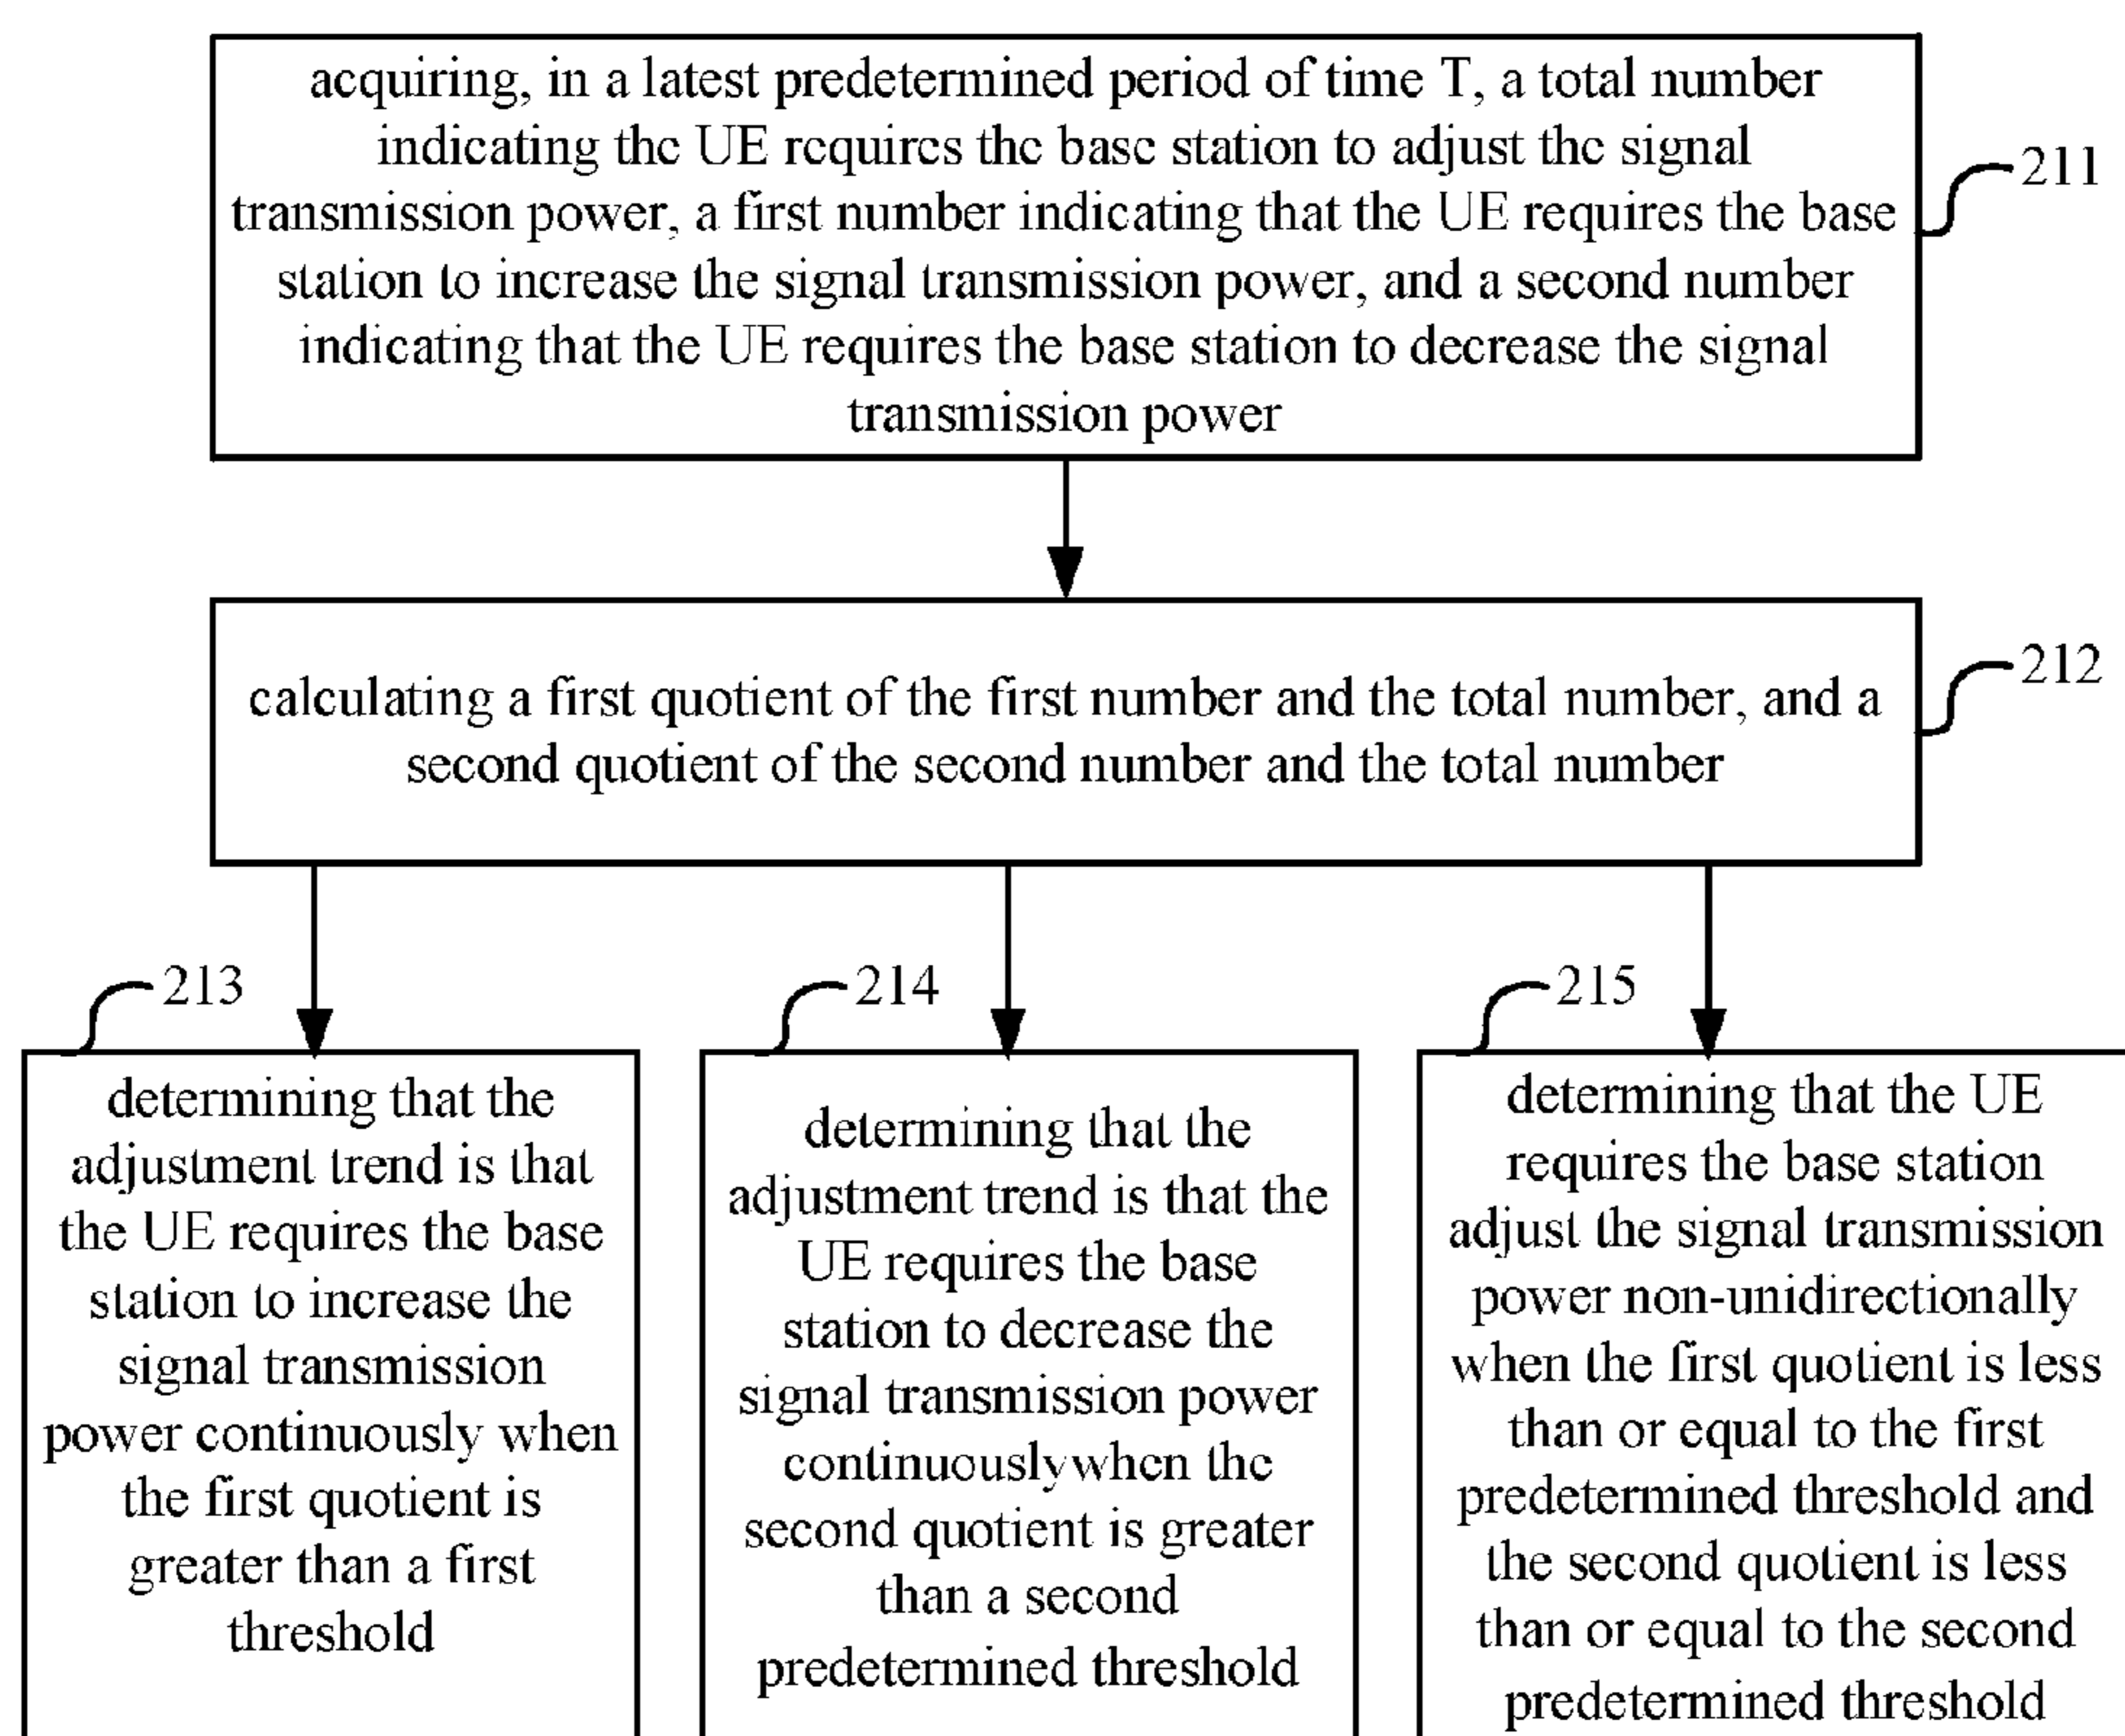 acquiring, in a latest predetermined period of time T, a total number
indicating the UE requires the base station to adjust the signal
transmission power, a first number indicating that the UE requires the base
station to increase the signal transmission power, and a second number
indicating that the UE requires the base station to decrease the signal
transmission power
211
calculating a first quotient of the first number and the total number, and a
second quotient of the second number and the total number
212
213
determining that the
adjustment trend is that
the UE requires the base
station to increase the
signal transmission
power continuously when
the first quotient is
greater than a first
threshold
214
determining that the
adjustment trend is that the
UE requires the base
station to decrease the
signal transmission power
continuouslywhen the
second quotient is greater
than a second
predetermined threshold
215
determining that the UE
requires the base station
adjust the signal transmission
power non-unidirectionally
when the first quotient is less
than or equal to the first
predetermined threshold and
the second quotient is less
than or equal to the second
predetermined threshold